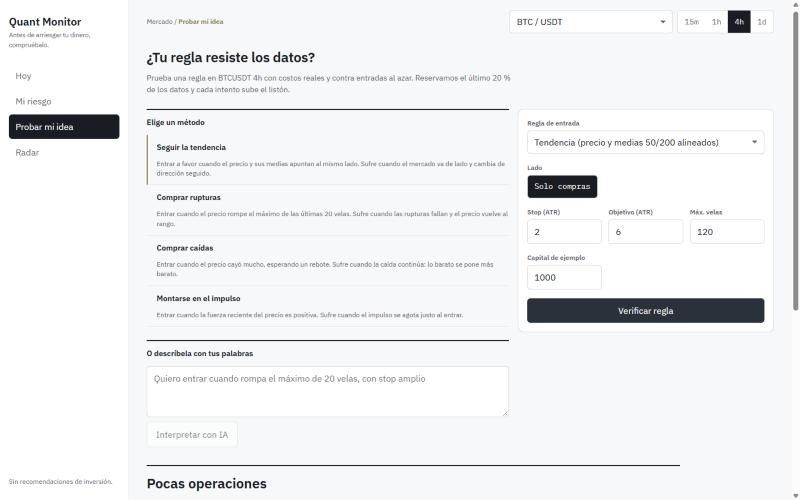 Quant Monitor
Antes de arriesgar tu dinero,
compruébalo.
Hoy
Mi riesgo
Probar mi idea
Radar
Sin recomendaciones de inversión.
Mercado / Probar mi idea
BTC / USDT
15m 1h 4h 1d
¿Tu regla resiste los datos?
Prueba una regla en BTCUSDT 4h con costos reales y contra entradas al azar. Reservamos el último 20 %
de los datos y cada intento sube el listón.
Elige un método
Seguir la tendencia
Entrar a favor cuando el precio y sus medias apuntan al mismo lado. Sufre cuando el mercado va de lado y cambia de
dirección seguido.
Comprar rupturas
Entrar cuando el precio rompe el máximo de las últimas 20 velas. Sufre cuando las rupturas fallan y el precio vuelve al
rango.
Comprar caídas
Entrar cuando el precio cayó mucho, esperando un rebote. Sufre cuando la caída continúa: lo barato se pone más
barato.
Montarse en el impulso
Entrar cuando la fuerza reciente del precio es positiva. Sufre cuando el impulso se agota justo al entrar.
O descríbela con tus palabras
Quiero entrar cuando rompa el máximo de 20 velas, con stop amplio
Interpretar con IA
Regla de entrada
Tendencia (precio y medias 50/200 alineados)
Lado
Solo compras
Stop (ATR) Objetivo (ATR) Máx. velas
2 6 120
Capital de ejemplo
1000
Verificar regla
Pocas operaciones